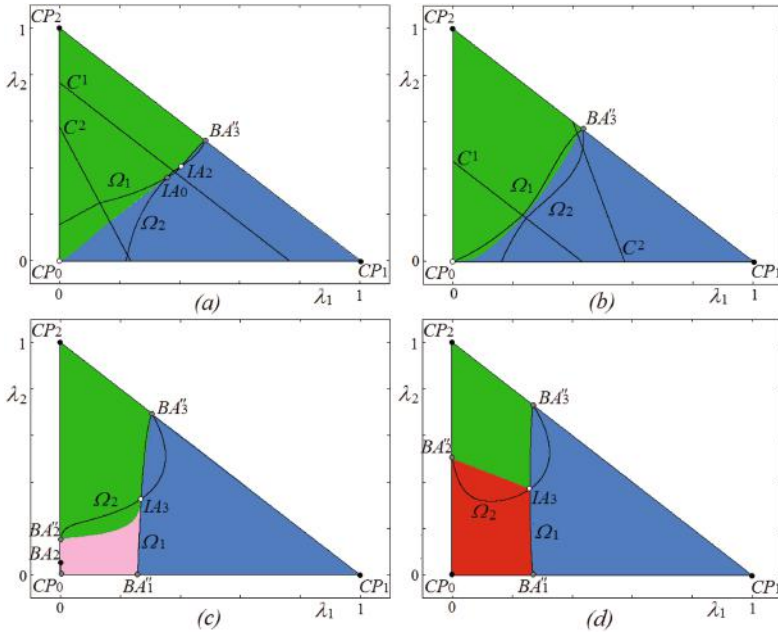 CP₂
1
λ₂
C¹
C²
BA″₃
Ω₁
IA₂
IA₀
Ω₂
0
CP₀
CP₁
0
λ₁
1
(a)
CP₂
1
λ₂
BA″₃
C¹
Ω₁
Ω₂
C²
0
CP₀
CP₁
0
λ₁
1
(b)
CP₂
1
λ₂
BA″₃
Ω₂
IA₃
BA″₂
BA₂
Ω₁
0
CP₀
BA″₁
CP₁
0
λ₁
1
(c)
CP₂
1
λ₂
BA″₃
BA″₂
IA₃
Ω₂
Ω₁
0
CP₀
BA″₁
CP₁
0
λ₁
1
(d)